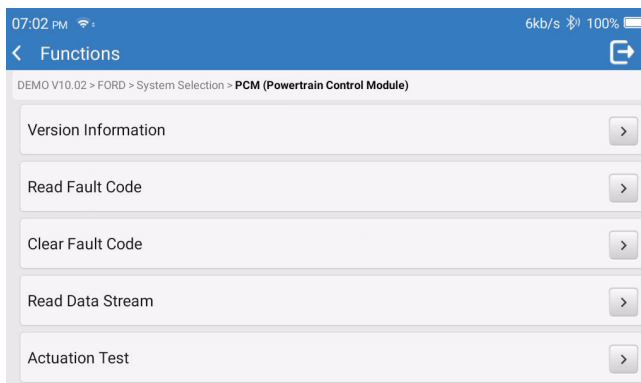 07:02 PM 6kb/s 100%
Functions
DEMO V10.02 > FORD > System Selection > PCM (Powertrain Control Module)
Version Information
Read Fault Code
Clear Fault Code
Read Data Stream
Actuation Test